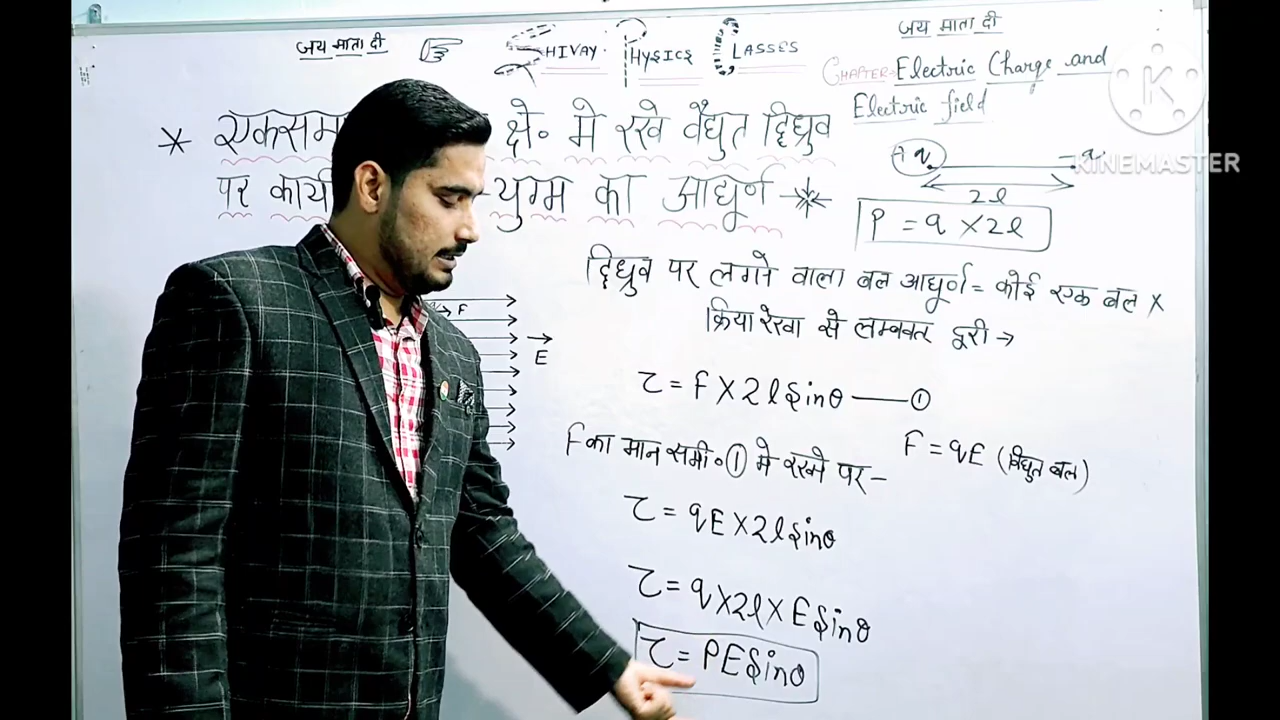 जय माता दी
SHIVAY PHYSICS CLASSES
जय माता दी
CHAPTER:- Electric Charge and
Electric field
* क्षे० मे रखे वैद्युत द्विध्रुव
पर युग्म का आघूर्ण *
+q -q
2l
P = q × 2l
द्विध्रुव पर लगने वाला बल आघूर्ण = कोई एक बल ×
क्रिया रेखा से लम्बवत दूरी →
F
E
τ = F × 2l sinθ — ①
F = qE (विद्युत बल)
F का मान समी० ① मे रखने पर –
τ = qE × 2l sinθ
τ = q × 2l × E sinθ
τ = PE sinθ
K
KINEMASTER